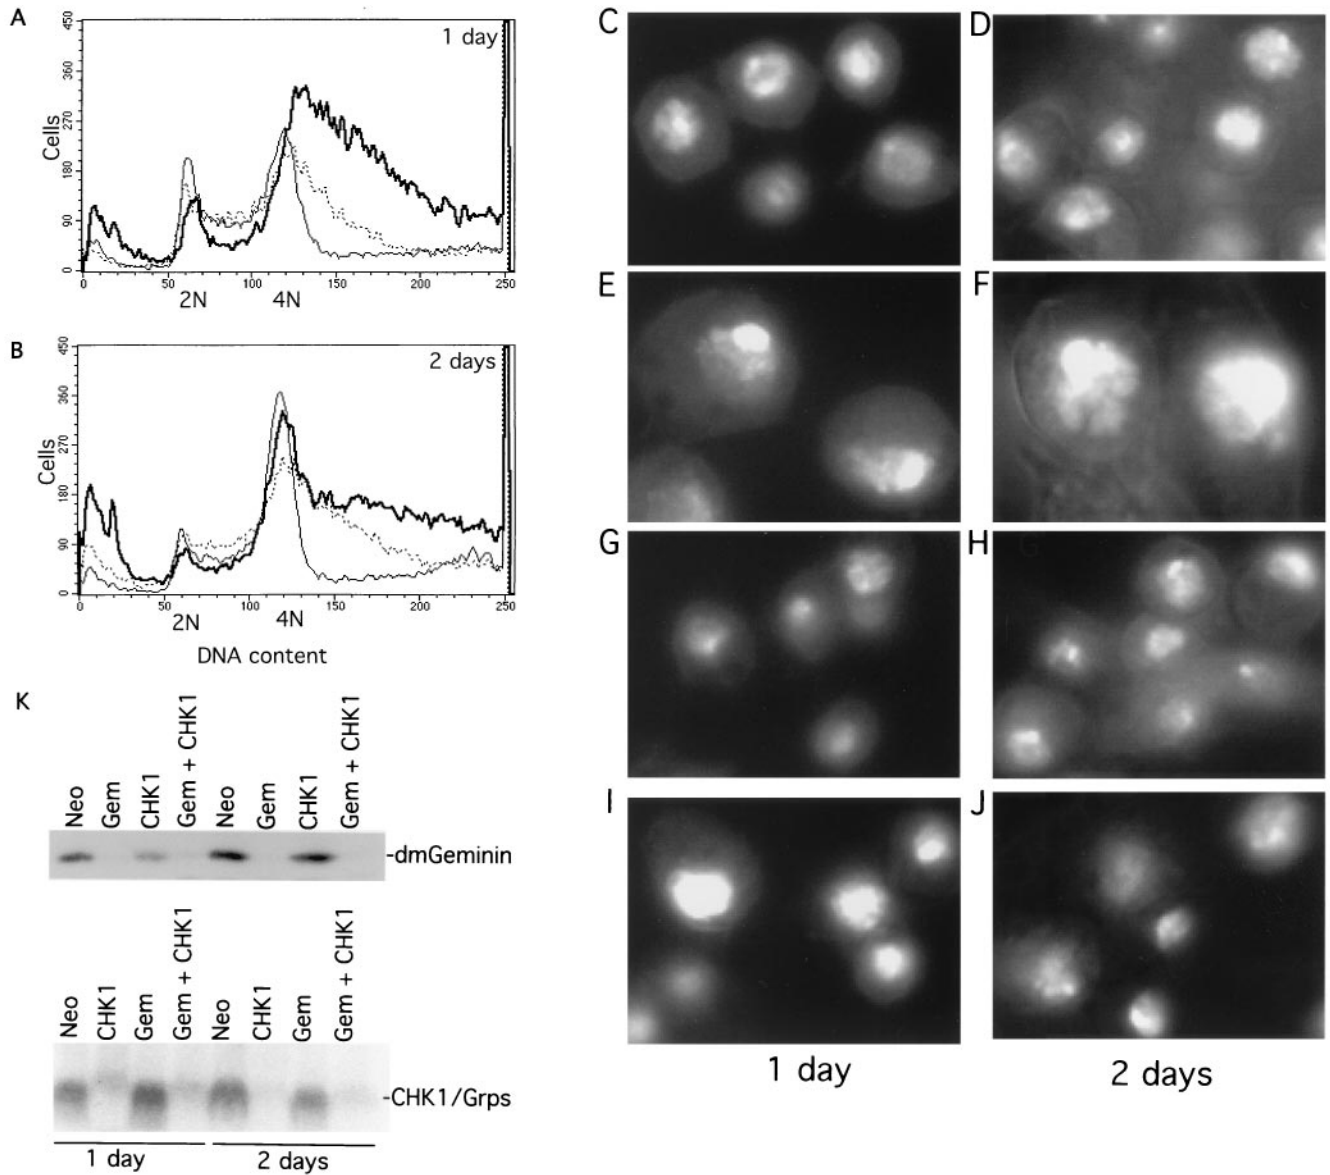 A
1 day
Cells
450
360
270
180
90
0
0
50
100
150
200
250
2N
4N
B
2 days
Cells
450
360
270
180
90
0
0
50
100
150
200
250
2N
4N
DNA content
K
Neo
Gem
CHK1
Gem + CHK1
Neo
Gem
CHK1
Gem + CHK1
-dmGeminin
Neo
CHK1
Gem
Gem + CHK1
Neo
CHK1
Gem
Gem + CHK1
-CHK1/Grps
1 day
2 days
C
D
E
F
G
H
I
J
1 day
2 days